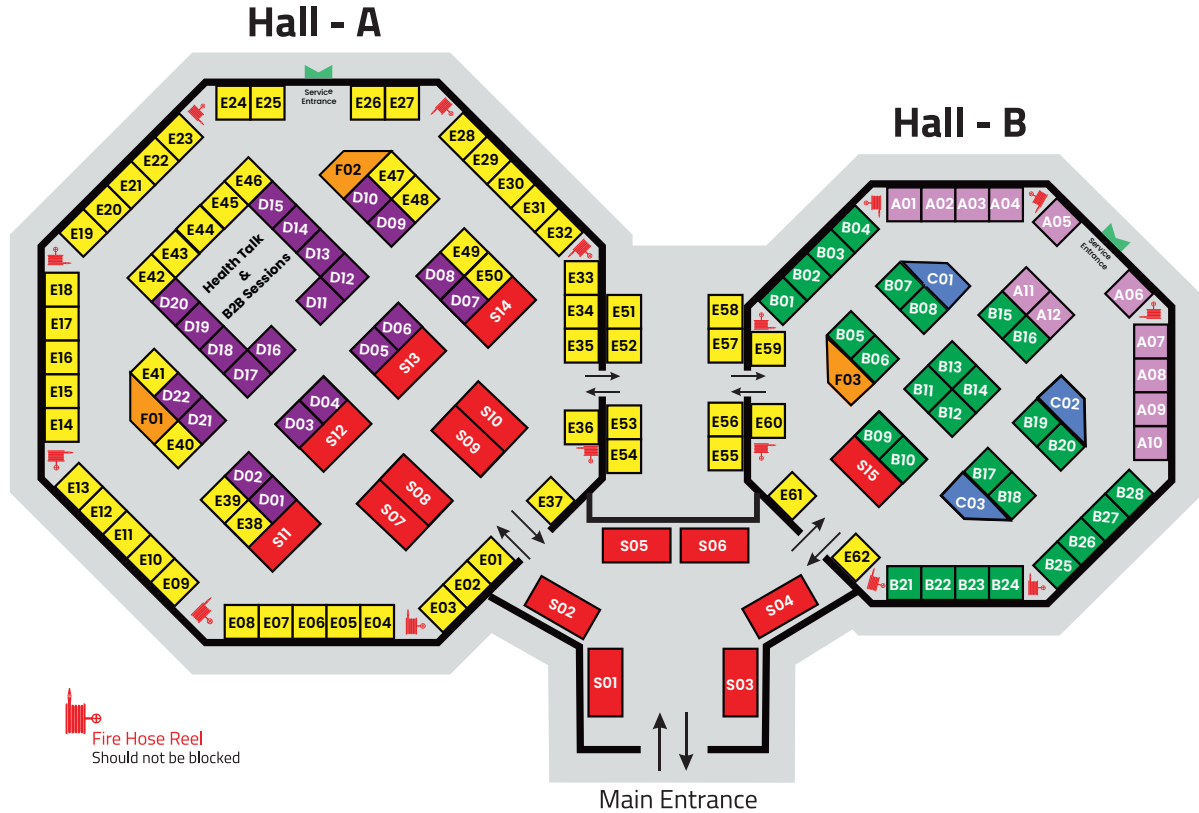 Hall - A
Hall - B
Service
Entrance
E24 E25
E26 E27
E23
E22
E21
E20
E19
E28
E29
E30
E31
E32
E18
E17
E16
E15
E14
E13
E12
E11
E10
E09
E08 E07 E06 E05 E04
E03
E02
E01
E37
E33
E34
E35
E36
E51
E52
E53
E54
F02
E47
E48
D10
D09
E46
E45
E44
E43
E42
D15
D14
D13
D12
D11
Health Talk
&
B2B Sessions
D20
D19
D18
D17
D16
E49
E50
D08
D07
S14
D06
D05
S13
E41
D22
D21
F01
E40
D04
D03
S12
S10
S09
D02
D01
E39
E38
S11
S08
S07
E58
E57
E59
E56
E55
E60
E61
E62
S05
S06
S02
S04
S01
S03
A01 A02 A03 A04
A05
Service
Entrance
A06
A07
A08
A09
A10
B04
B03
B02
B01
B07
C01
B08
A11
A12
B15
B16
B05
B06
F03
B13
B14
B11
B12
C02
B19
B20
B09
B10
S15
B17
B18
C03
B28
B27
B26
B25
B21 B22 B23 B24
Fire Hose Reel
Should not be blocked
Main Entrance